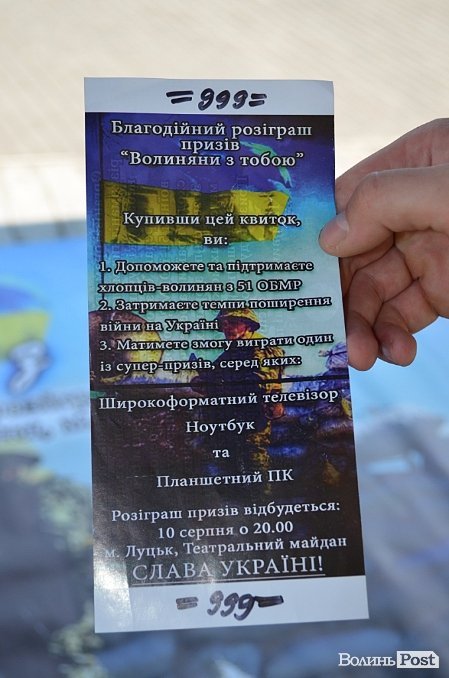 =999=
Благодійний розіграш
призів
“Волиняни з тобою”
Купивши цей квиток,
ви:
1. Допоможете та підтримаєте
хлопців-волинян з 51 ОБМР
2. Затримаєте темпи поширення
війни на Україні
3. Матимете змогу виграти один
із супер-призів, серед яких:
Широкоформатний телевізор
Ноутбук
та
Планшетний ПК
Розіграш призів відбудеться:
10 серпня о 20.00
м. Луцьк, Театральний майдан
СЛАВА УКРАЇНІ!
=999=
ВолиньPost